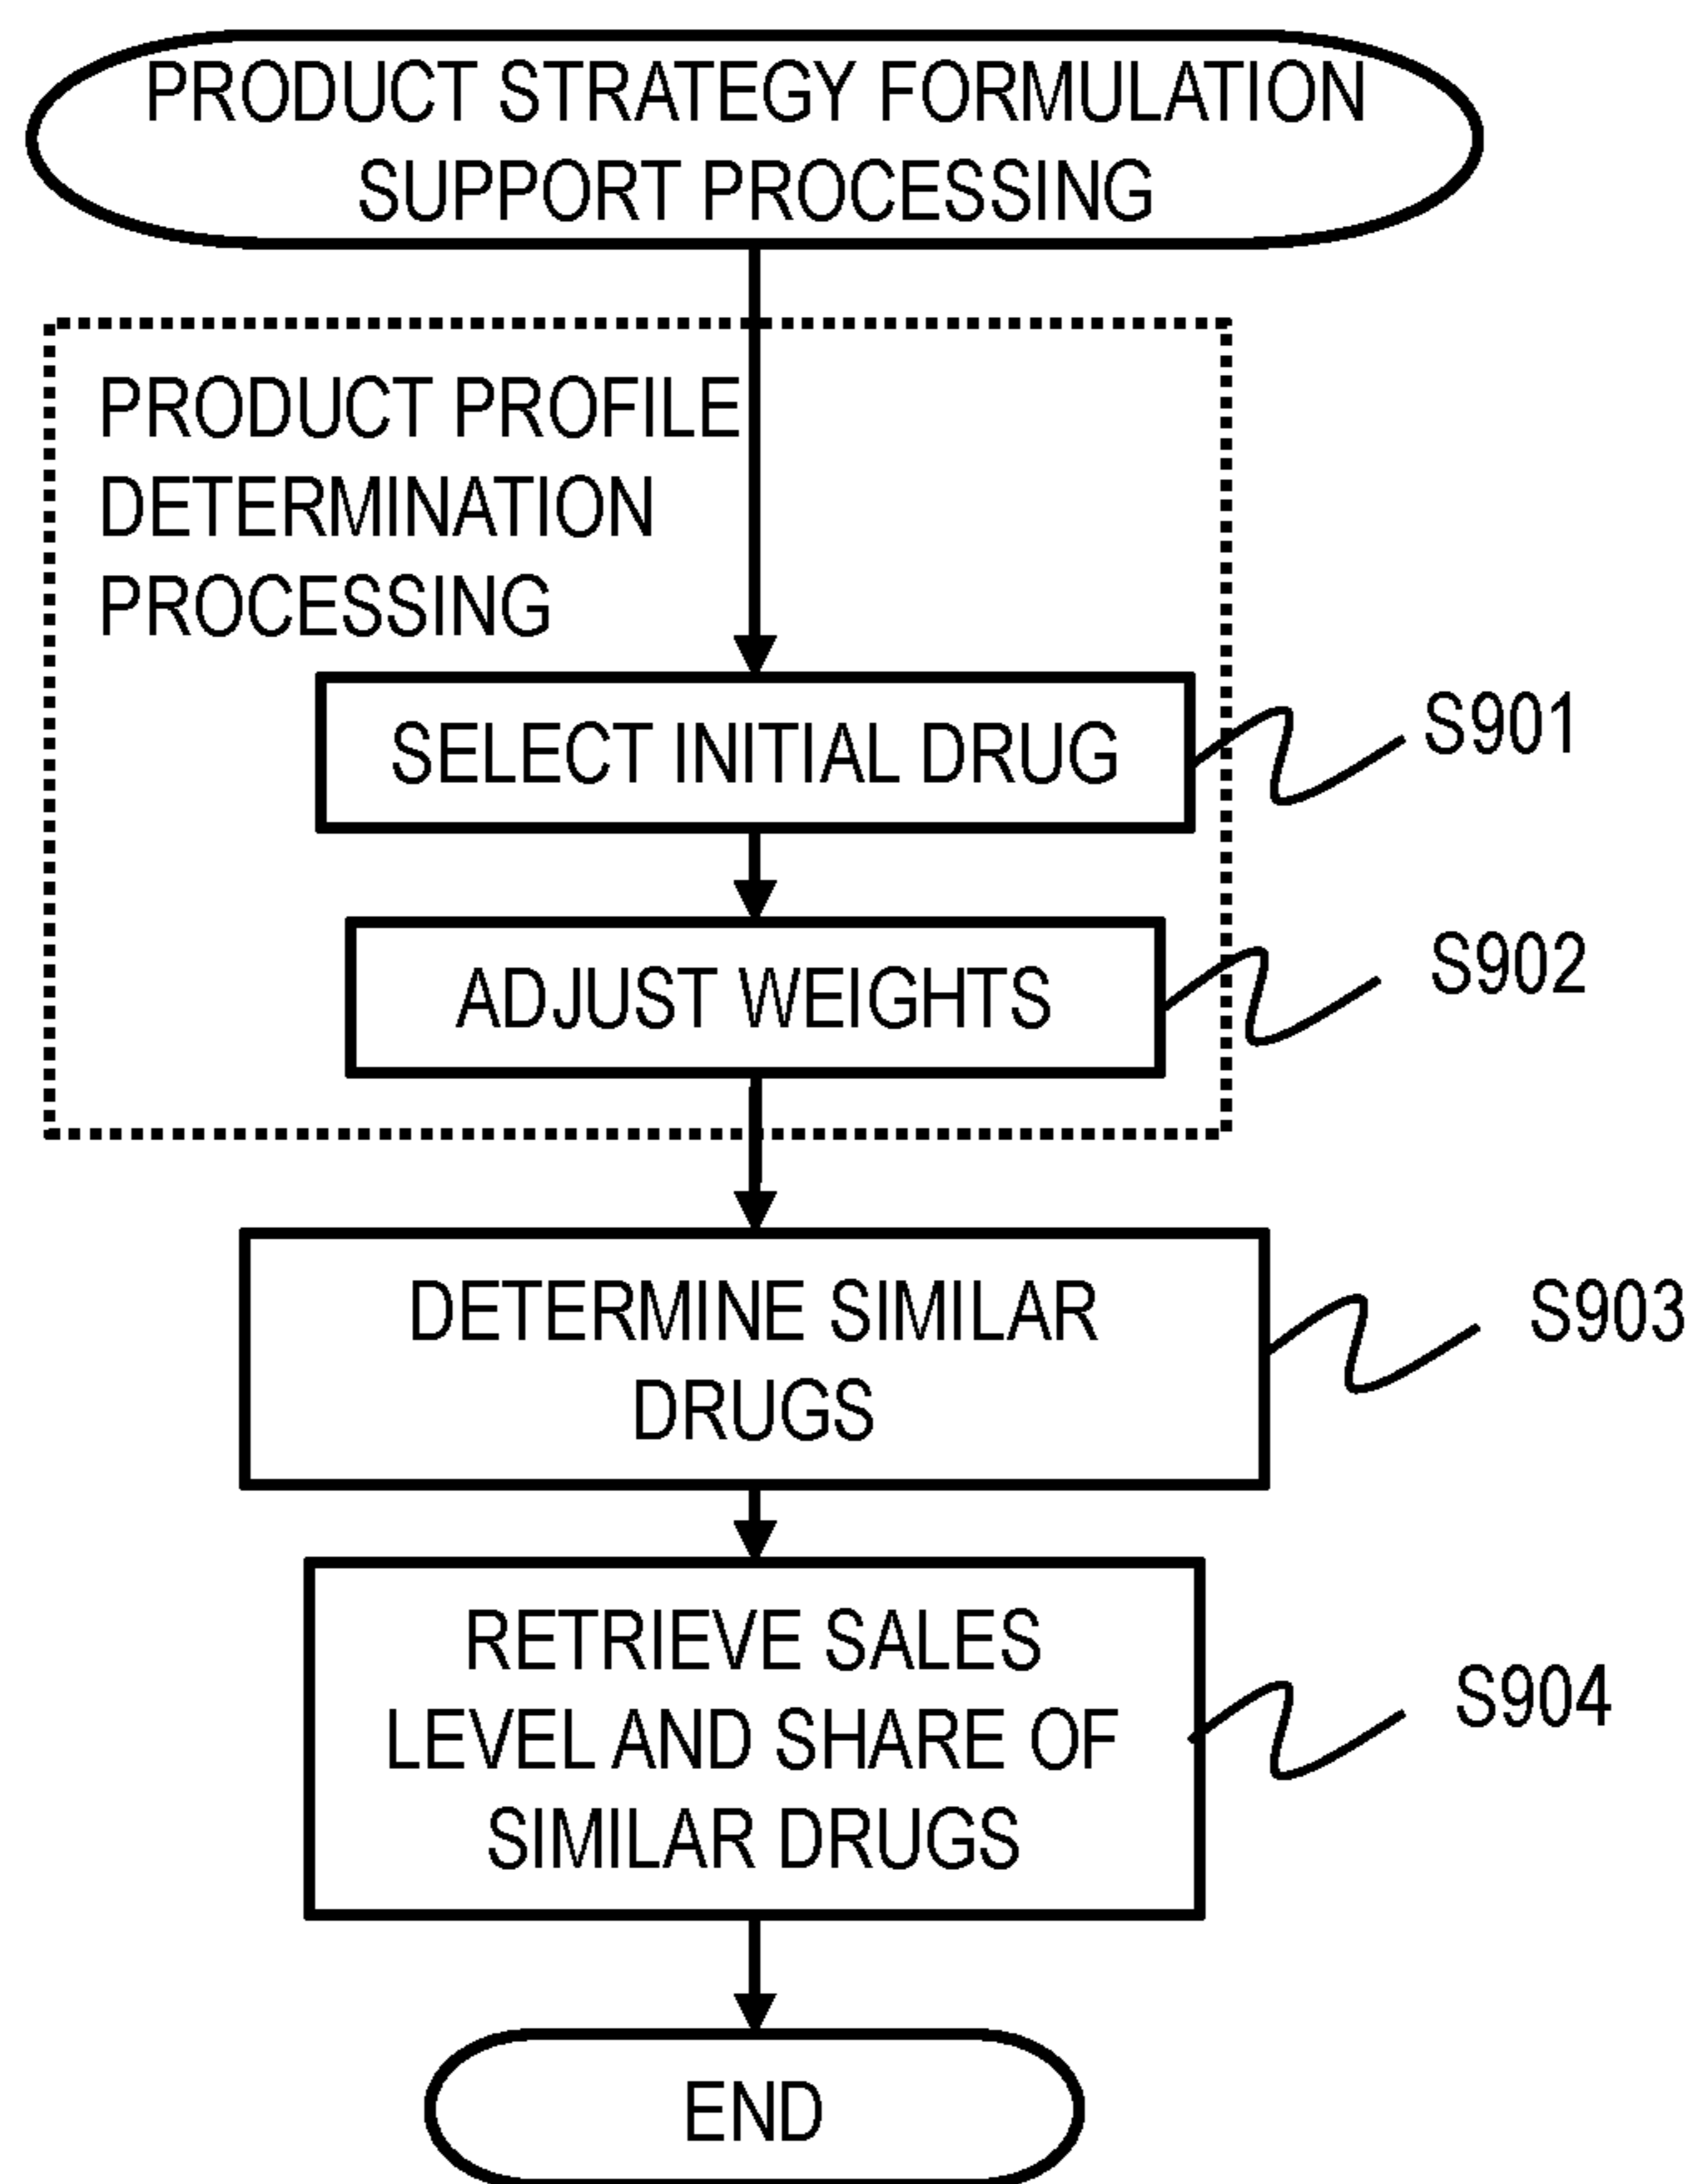 PRODUCT STRATEGY FORMULATION
SUPPORT PROCESSING
PRODUCT PROFILE
DETERMINATION
PROCESSING
SELECT INITIAL DRUG
S901
ADJUST WEIGHTS
S902
DETERMINE SIMILAR
DRUGS
S903
RETRIEVE SALES
LEVEL AND SHARE OF
SIMILAR DRUGS
S904
END